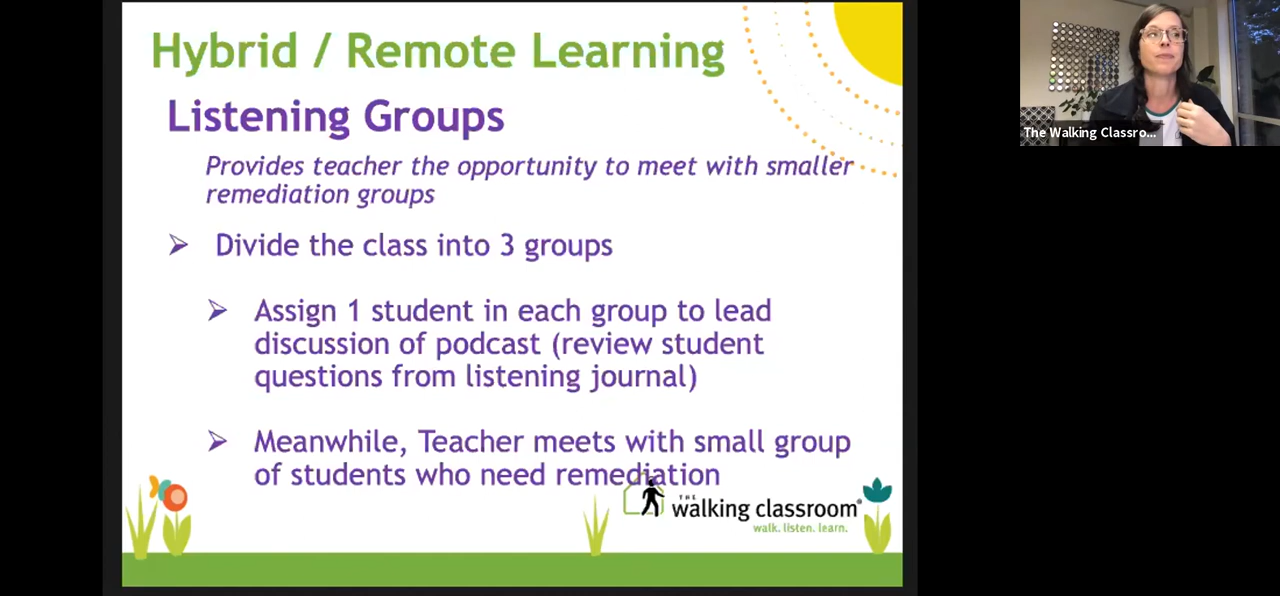 Hybrid / Remote Learning
Listening Groups
Provides teacher the opportunity to meet with smaller
remediation groups
Divide the class into 3 groups
Assign 1 student in each group to lead
discussion of podcast (review student
questions from listening journal)
Meanwhile, Teacher meets with small group
of students who need remediation
THE
walking classroom®
walk. listen. learn.
The Walking Classro...